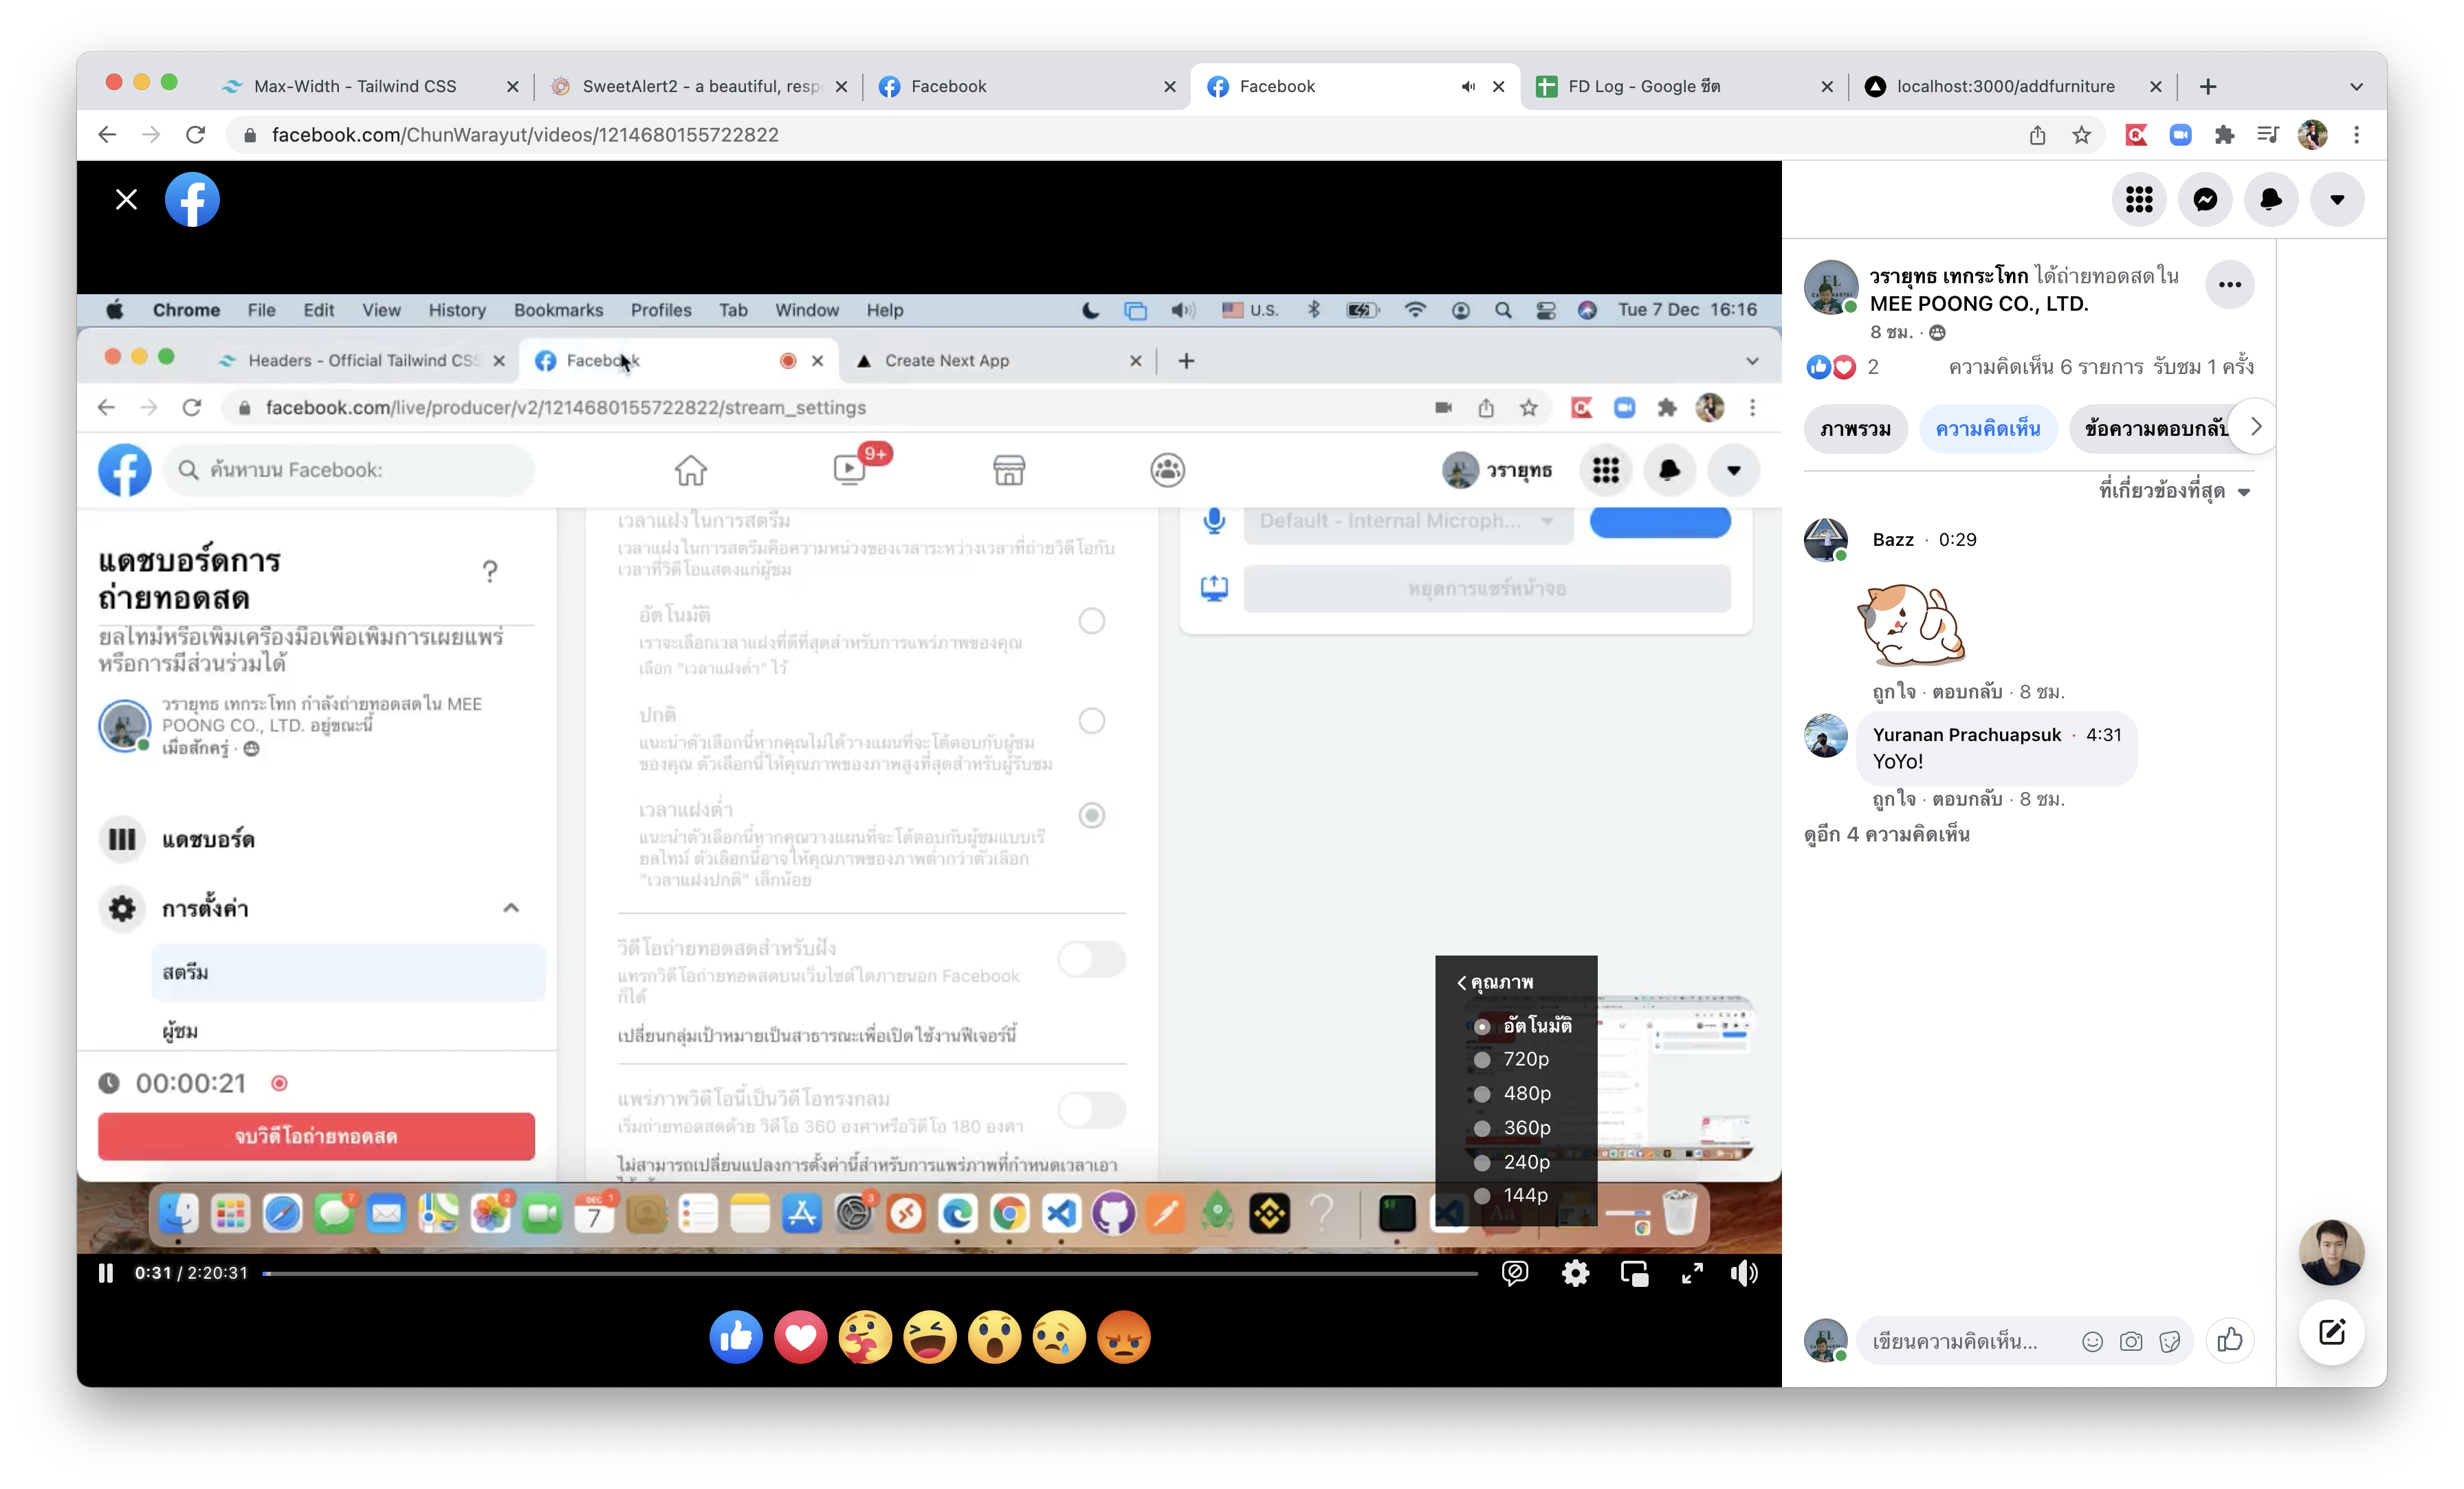 Max-Width - Tailwind CSS
SweetAlert2 - a beautiful, resp
Facebook
Facebook
FD Log - Google ชีต
localhost:3000/addfurniture
facebook.com/ChunWarayut/videos/1214680155722822
Chrome File Edit View History Bookmarks Profiles Tab Window Help
U.S.
Tue 7 Dec 16:16
Headers - Official Tailwind CSS
Facebook
Create Next App
facebook.com/live/producer/v2/1214680155722822/stream_settings
ค้นหาบน Facebook:
9+
วรายุทธ
แดชบอร์ดการ
ถ่ายทอดสด
ยลไทม์หรือเพิ่มเครื่องมือเพื่อเพิ่มการเผยแพร่
หรือการมีส่วนร่วมได้
วรายุทธ เทกระโทก กำลังถ่ายทอดสดใน MEE
POONG CO., LTD. อยู่ขณะนี้
เมื่อสักครู่ ·
แดชบอร์ด
การตั้งค่า
สตรีม
ผู้ชม
00:00:21
จบวิดีโอถ่ายทอดสด
เวลาแฝงในการสตรีม
เวลาแฝงในการสตรีมคือความหน่วงของเวลาระหว่างเวลาที่ถ่ายวิดีโอกับ
เวลาที่วิดีโอแสดงแก่ผู้ชม
อัตโนมัติ
เราจะเลือกเวลาแฝงที่ดีที่สุดสำหรับการแพร่ภาพของคุณ
เลือก "เวลาแฝงต่ำ" ไว้
ปกติ
แนะนำตัวเลือกนี้หากคุณไม่ได้วางแผนที่จะโต้ตอบกับผู้ชม
ของคุณ ตัวเลือกนี้ให้คุณภาพของภาพสูงที่สุดสำหรับผู้รับชม
เวลาแฝงต่ำ
แนะนำตัวเลือกนี้หากคุณวางแผนที่จะโต้ตอบกับผู้ชมแบบเรี
ยลไทม์ ตัวเลือกนี้อาจให้คุณภาพของภาพต่ำกว่าตัวเลือก
"เวลาแฝงปกติ" เล็กน้อย
วิดีโอถ่ายทอดสดสำหรับฝัง
แทรกวิดีโอถ่ายทอดสดบนเว็บไซต์ใดภายนอก Facebook
ก็ได้
เปลี่ยนกลุ่มเป้าหมายเป็นสาธารณะเพื่อเปิดใช้งานฟีเจอร์นี้
แพร่ภาพวิดีโอนี้เป็นวิดีโอทรงกลม
เริ่มถ่ายทอดสดด้วย วิดีโอ 360 องศาหรือวิดีโอ 180 องศา
ไม่สามารถเปลี่ยนแปลงการตั้งค่านี้สำหรับการแพร่ภาพที่กำหนดเวลาเอา
Default - Internal Microph...
หยุดการแชร์หน้าจอ
คุณภาพ
อัตโนมัติ
720p
480p
360p
240p
144p
7
2
DEC
1
7
3
0:31 / 2:20:31
วรายุทธ เทกระโทก ได้ถ่ายทอดสดใน
MEE POONG CO., LTD.
8 ชม. ·
2
ความคิดเห็น 6 รายการ รับชม 1 ครั้ง
ภาพรวม
ความคิดเห็น
ข้อความตอบกลับ
ที่เกี่ยวข้องที่สุด
Bazz · 0:29
ถูกใจ · ตอบกลับ · 8 ชม.
Yuranan Prachuapsuk · 4:31
YoYo!
ถูกใจ · ตอบกลับ · 8 ชม.
ดูอีก 4 ความคิดเห็น
เขียนความคิดเห็น...